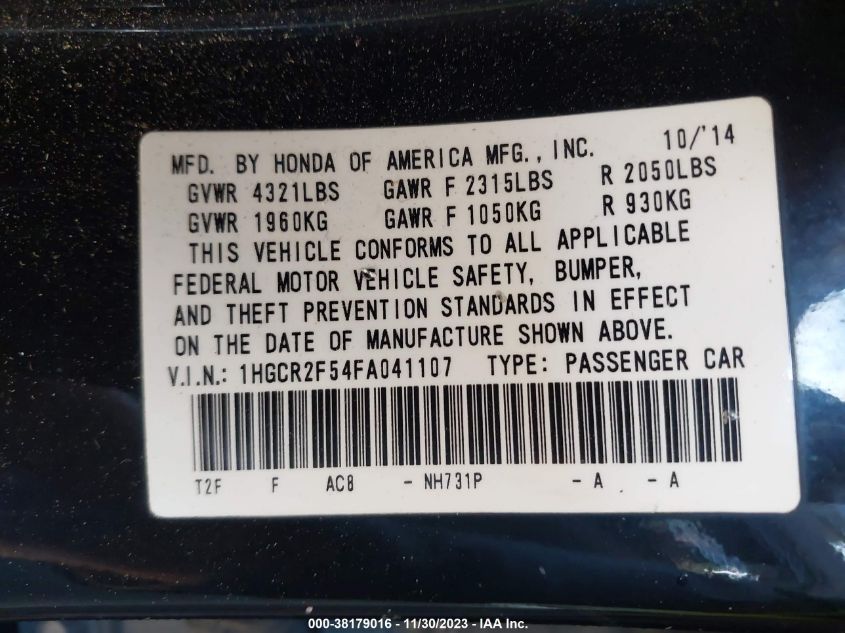 MFD. BY HONDA OF AMERICA MFG., INC. 10/'14
GVWR 4321LBS GAWR F 2315LBS R 2050LBS
GVWR 1960KG GAWR F 1050KG R 930KG
THIS VEHICLE CONFORMS TO ALL APPLICABLE
FEDERAL MOTOR VEHICLE SAFETY, BUMPER,
AND THEFT PREVENTION STANDARDS IN EFFECT
ON THE DATE OF MANUFACTURE SHOWN ABOVE.
V.I.N.: 1HGCR2F54FA041107 TYPE: PASSENGER CAR
T2F F AC8 - NH731P - A - A
000-38179016 - 11/30/2023 - IAA Inc.